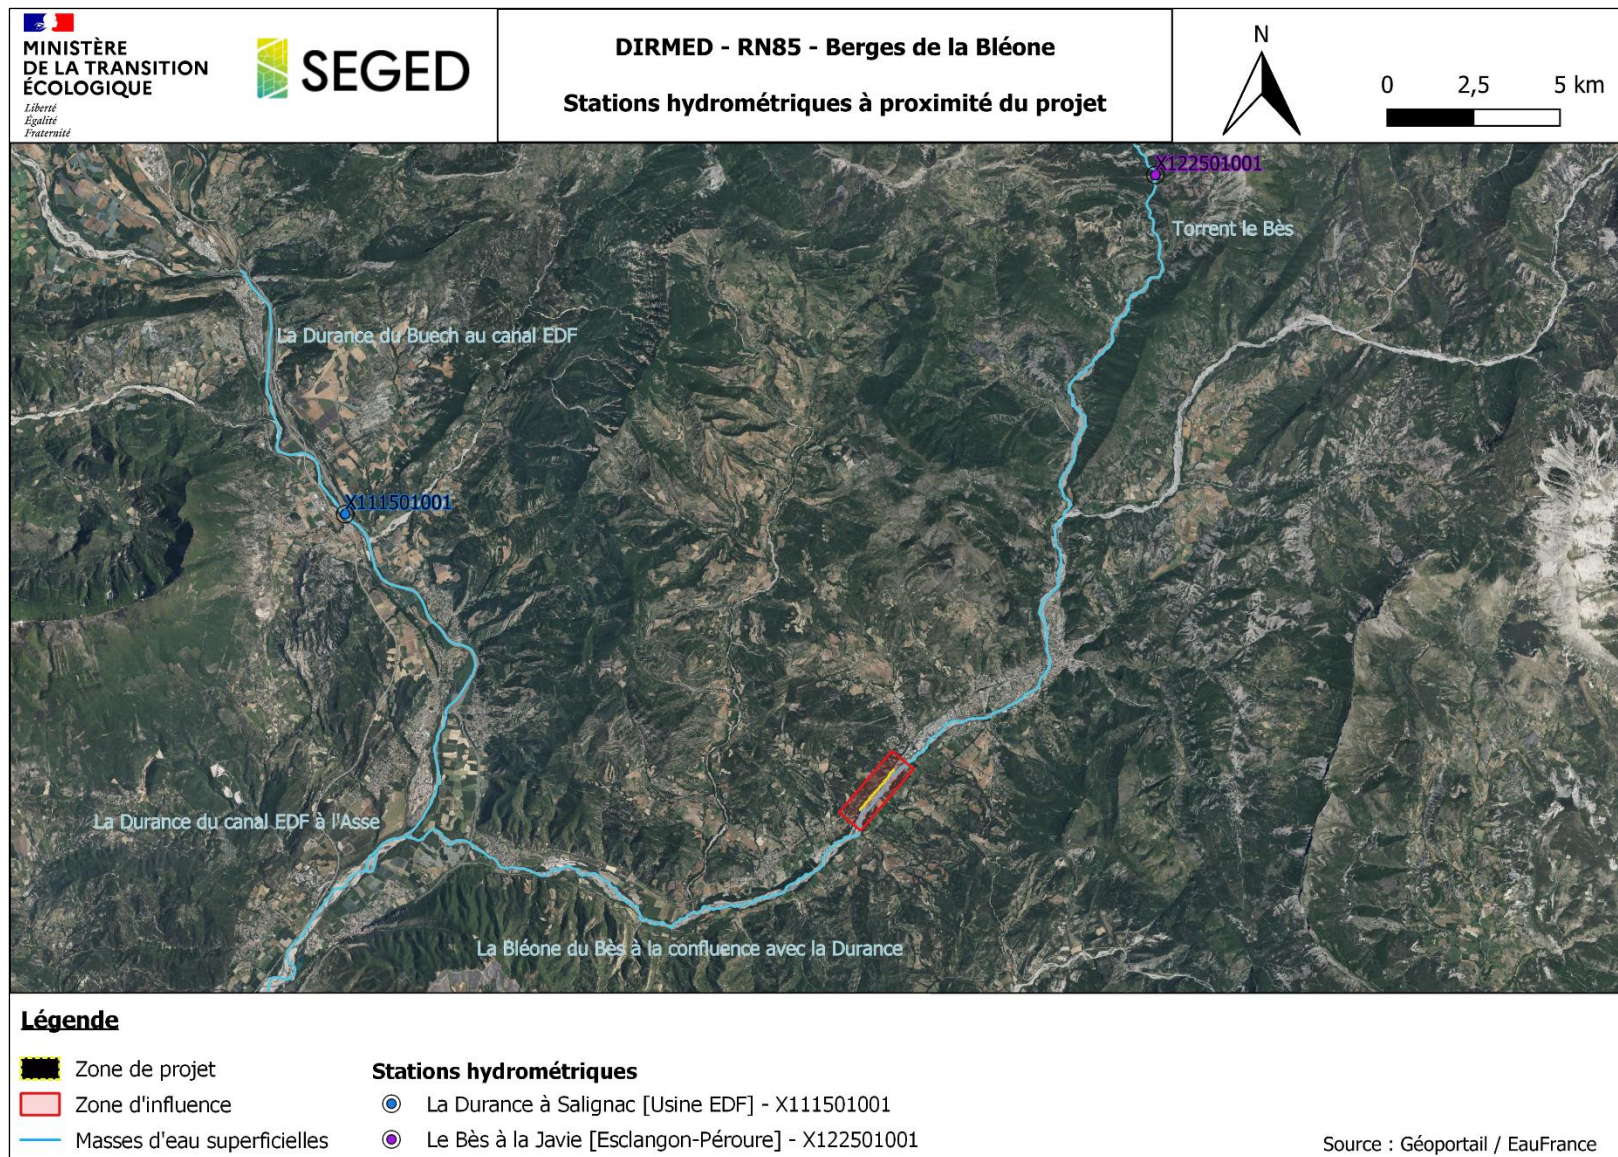 MINISTÈRE
DE LA TRANSITION
ÉCOLOGIQUE
Liberté
Égalité
Fraternité
SEGED
DIRMED - RN85 - Berges de la Bléone
Stations hydrométriques à proximité du projet
N
0 2,5 5 km
X122501001
Torrent le Bès
La Durance du Buech au canal EDF
X111501001
La Durance du canal EDF à l'Asse
La Bléone du Bès à la confluence avec la Durance
Légende
Zone de projet
Zone d'influence
Masses d'eau superficielles
Stations hydrométriques
La Durance à Salignac [Usine EDF] - X111501001
Le Bès à la Javie [Esclangon-Péroure] - X122501001
Source : Géoportail / EauFrance